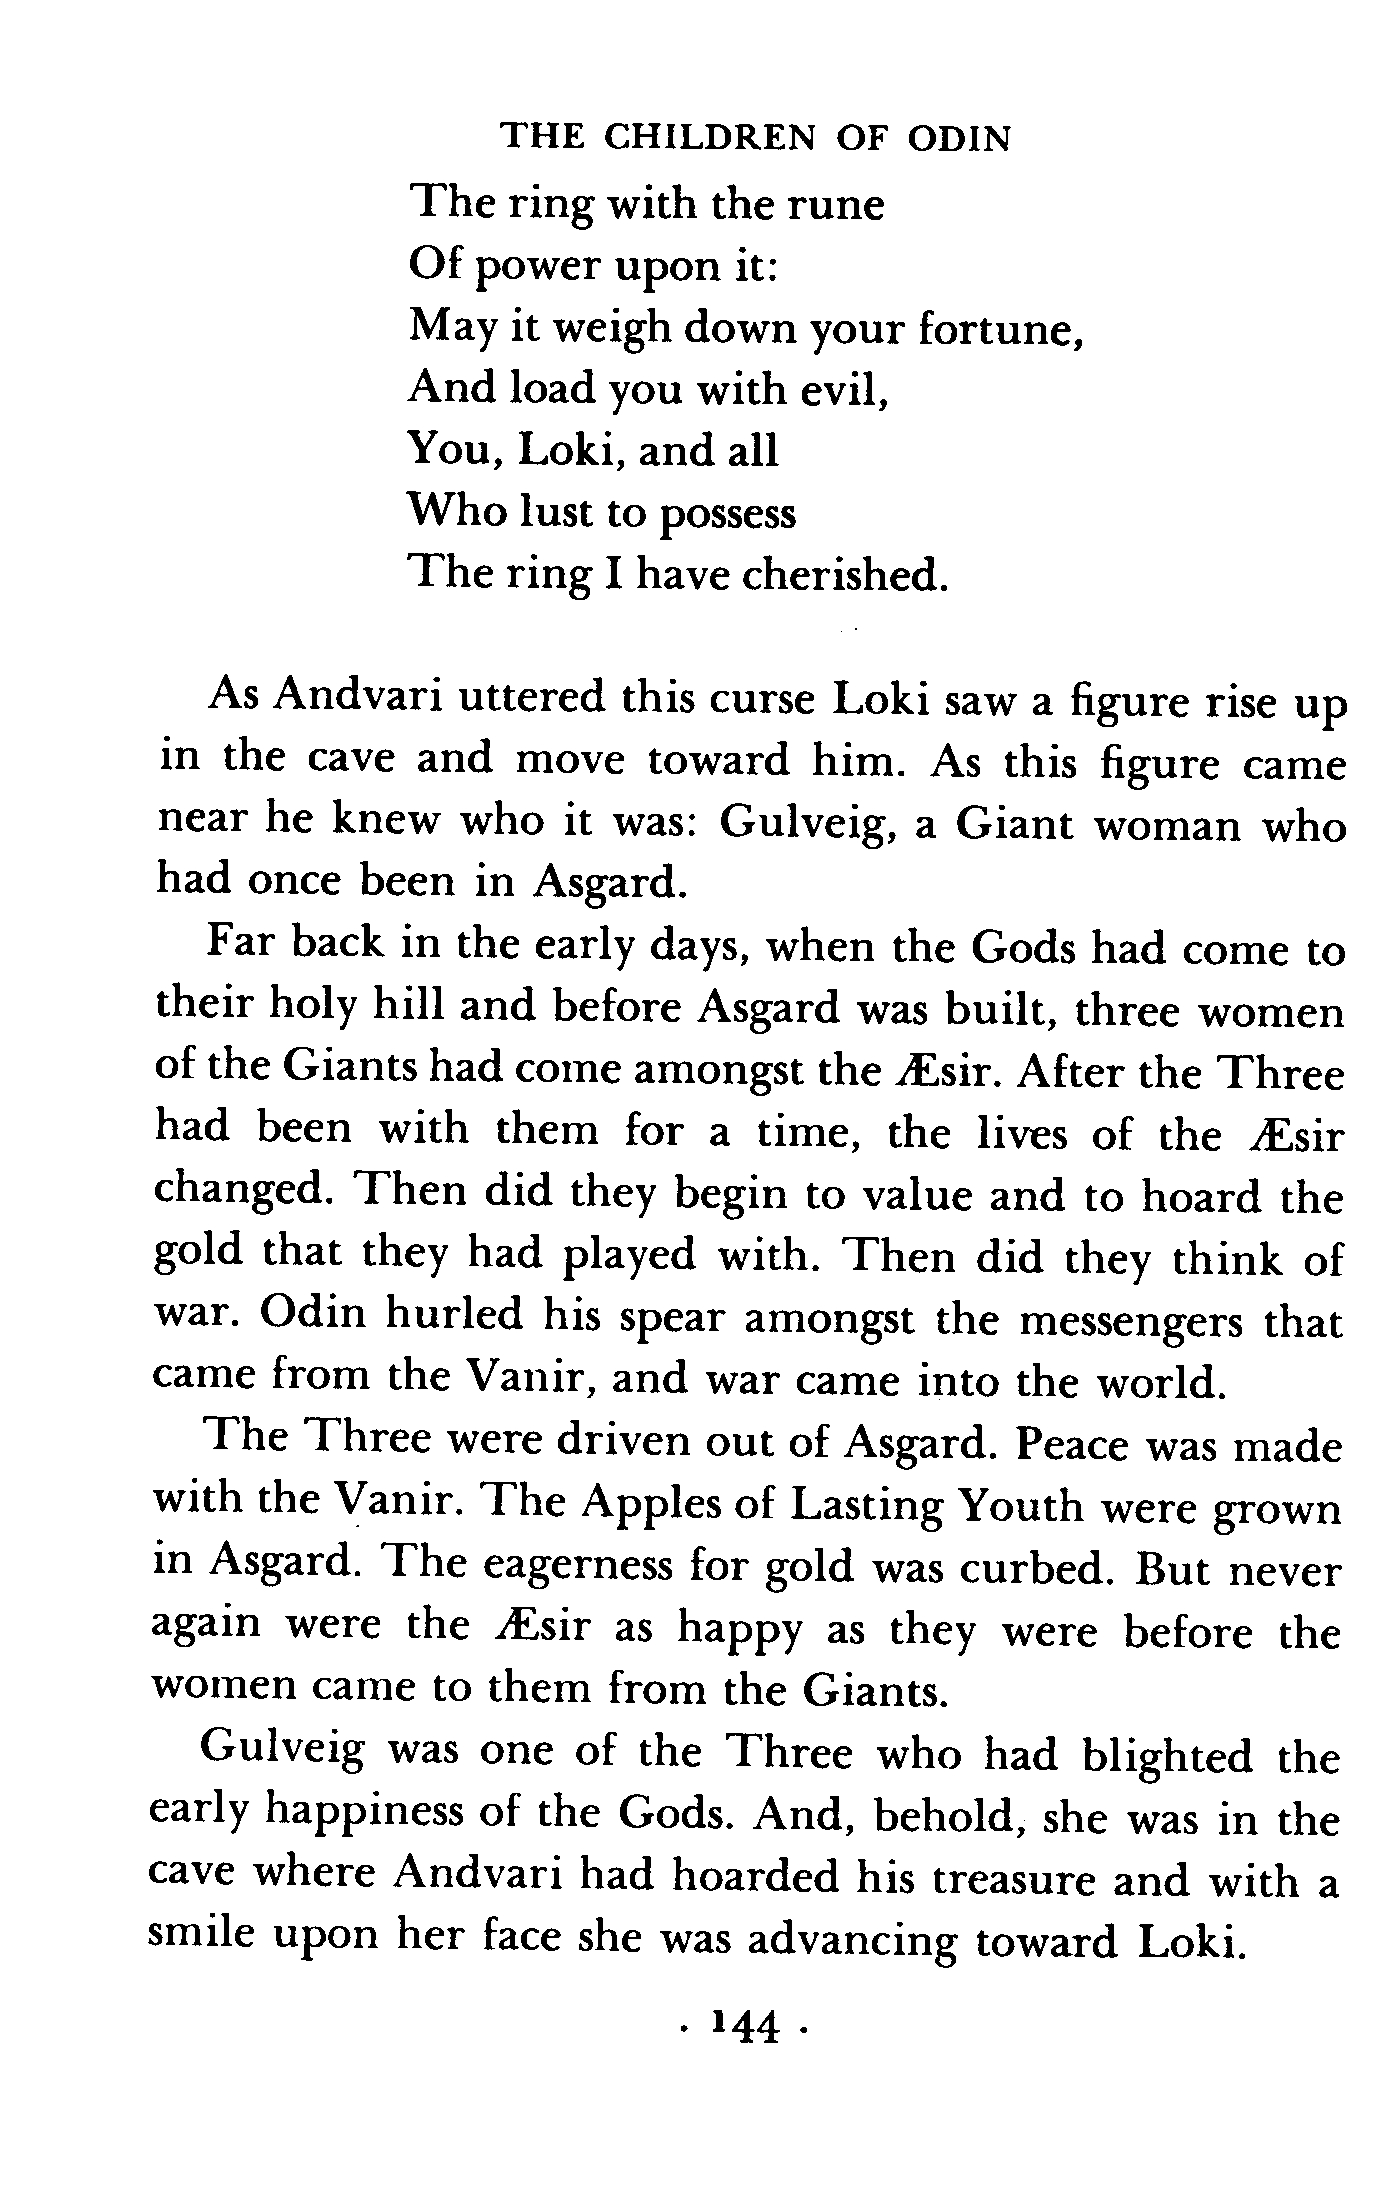 THE CHILDREN OF ODIN
The ring with the rune
Of power upon it:
May it weigh down your fortune,
And load you with evil,
You, Loki, and all
Who lust to possess
The ring I have cherished.
As Andvari uttered this curse Loki saw a figure rise up
in the cave and move toward him. As this figure came
near he knew who it was: Gulveig, a Giant woman who
had once been in Asgard.
Far back in the early days, when the Gods had come to
their holy hill and before Asgard was built, three women
of the Giants had come amongst the Æsir. After the Three
had been with them for a time, the lives of the Æsir
changed. Then did they begin to value and to hoard the
gold that they had played with. Then did they think of
war. Odin hurled his spear amongst the messengers that
came from the Vanir, and war came into the world.
The Three were driven out of Asgard. Peace was made
with the Vanir. The Apples of Lasting Youth were grown
in Asgard. The eagerness for gold was curbed. But never
again were the Æsir as happy as they were before the
women came to them from the Giants.
Gulveig was one of the Three who had blighted the
early happiness of the Gods. And, behold, she was in the
cave where Andvari had hoarded his treasure and with a
smile upon her face she was advancing toward Loki.
· 144 ·